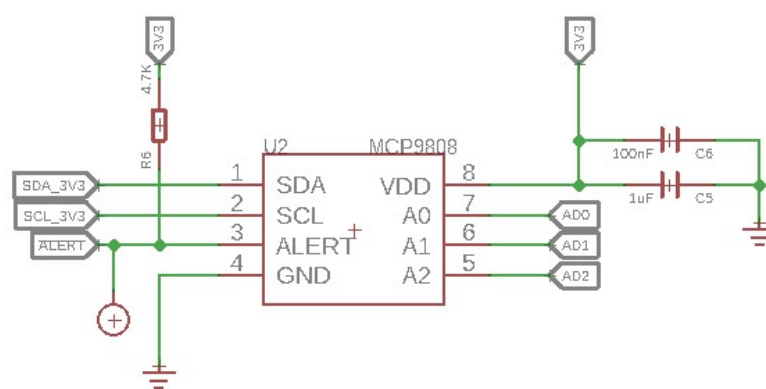 3V3
4.7K
R6
3V3
U2
MCP9808
100nF
C6
1uF
C5
SDA_3V3
1
SDA
VDD
8
SCL_3V3
2
SCL
A0
7
AD0
ALERT
3
ALERT
A1
6
AD1
4
GND
A2
5
AD2